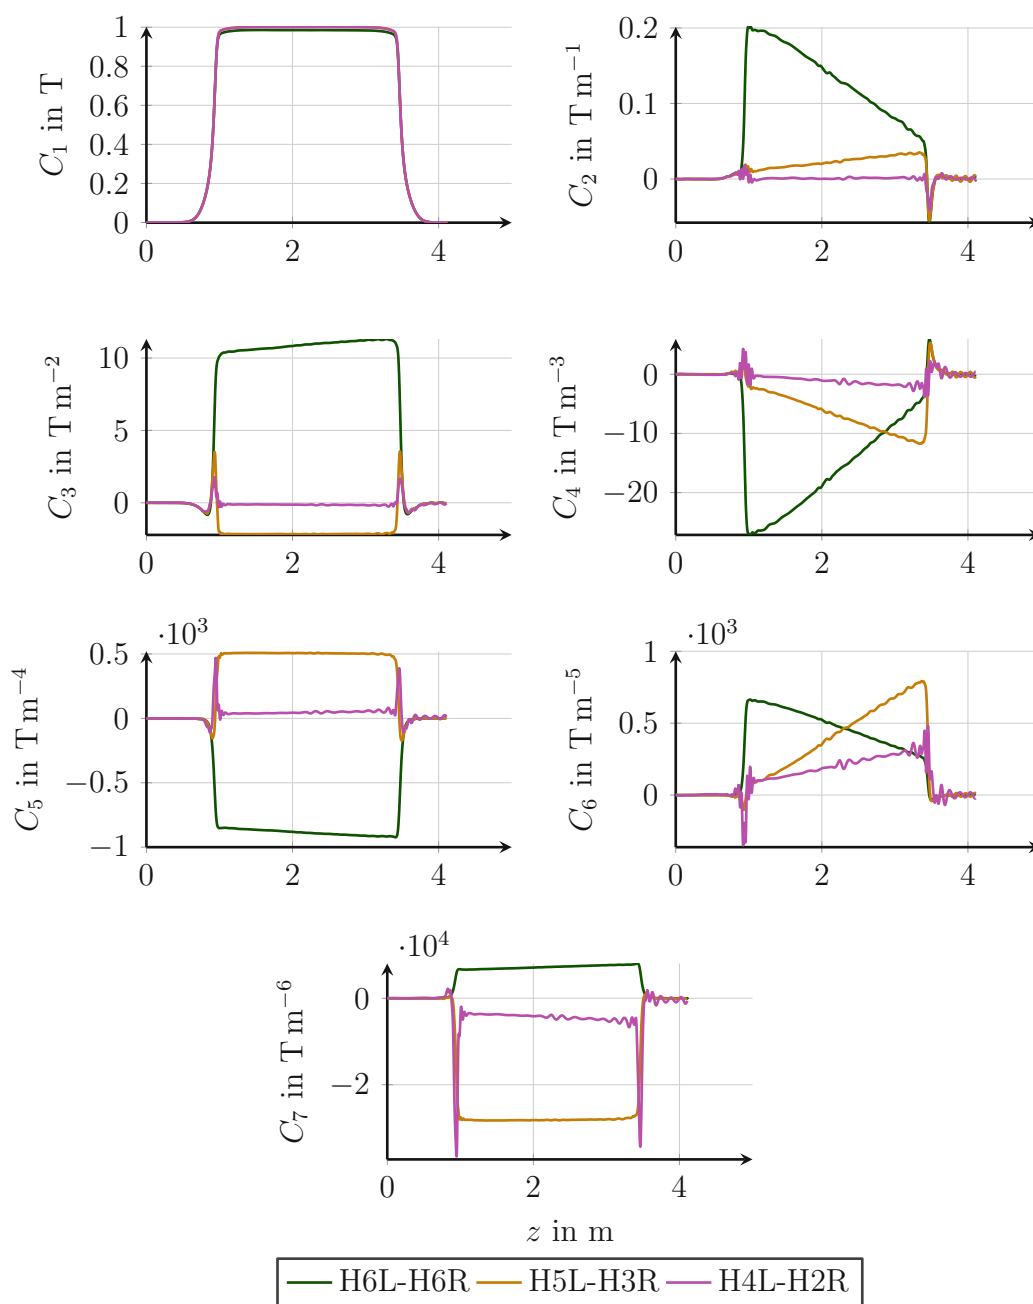 C₁ in T
1
0.8
0.6
0.4
0.2
0
0 2 4
C₂ in T m⁻¹
0.2
0.1
0
0 2 4
C₃ in T m⁻²
10
5
0
0 2 4
C₄ in T m⁻³
0
−10
−20
0 2 4
·10³
C₅ in T m⁻⁴
0.5
0
−0.5
−1
0 2 4
·10³
C₆ in T m⁻⁵
1
0.5
0
0 2 4
·10⁴
C₇ in T m⁻⁶
0
−2
0 2 4
z in m
H6L-H6R H5L-H3R H4L-H2R